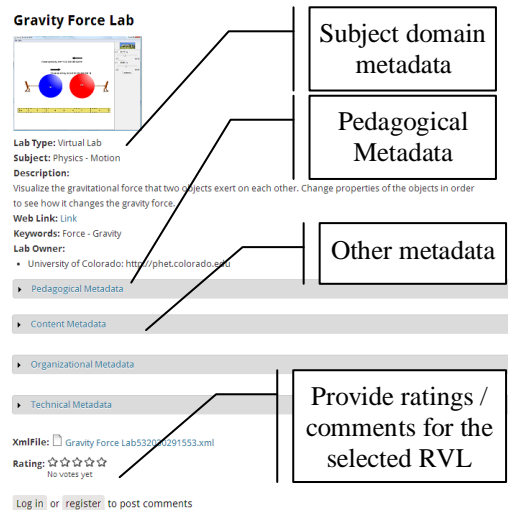 Gravity Force Lab
Lab Type: Virtual Lab
Subject: Physics - Motion
Description:
Visualize the gravitational force that two objects exert on each other. Change properties of the objects in order
to see how it changes the gravity force.
Web Link: Link
Keywords: Force - Gravity
Lab Owner:
• University of Colorado: http://phet.colorado.edu
Pedagogical Metadata
Content Metadata
Organizational Metadata
Technical Metadata
XmlFile: Gravity Force Lab532030291553.xml
Rating:
No votes yet
Log in or register to post comments
Subject domain
metadata
Pedagogical
Metadata
Other metadata
Provide ratings /
comments for the
selected RVL